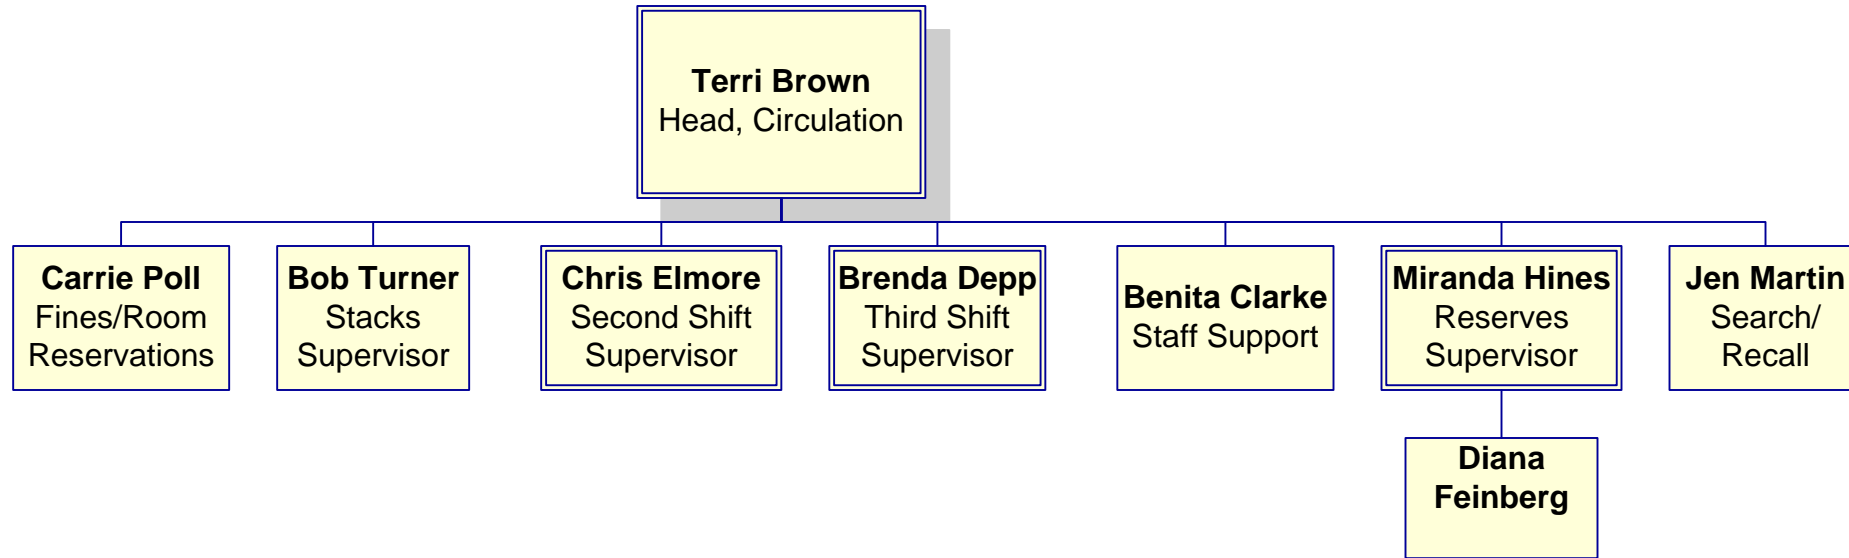 Terri Brown
Head, Circulation
Carrie Poll
Fines/Room
Reservations
Bob Turner
Stacks
Supervisor
Chris Elmore
Second Shift
Supervisor
Brenda Depp
Third Shift
Supervisor
Benita Clarke
Staff Support
Miranda Hines
Reserves
Supervisor
Jen Martin
Search/
Recall
Diana
Feinberg